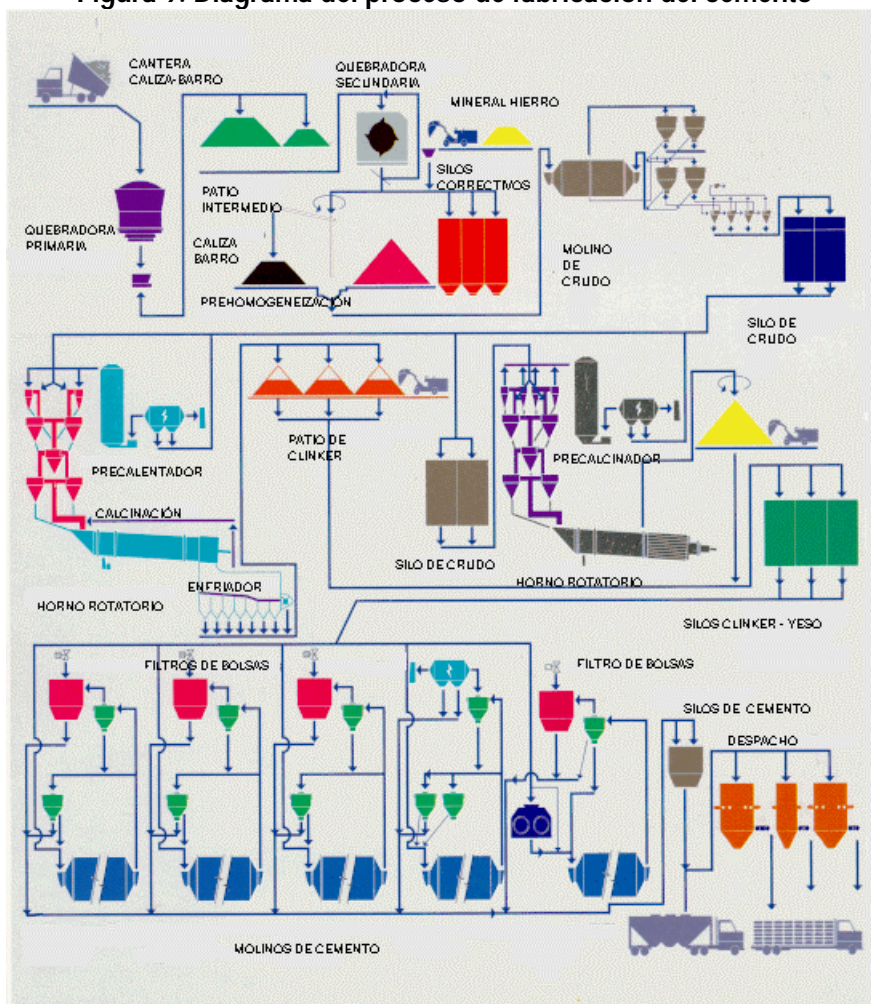 Figura 7. Diagrama del proceso de fabricación del cemento
CANTERA
CALIZA-BARRO
QUEBRADORA
SECUNDARIA
MINERAL HIERRO
PATIO
INTERMEDIO
SILOS
CORRECTIVOS
QUEBRADORA
PRIMARIA
CALIZA
BARRO
MOLINO
DE
CRUDO
PREHOMOGENEIZACIÓN
SILO DE
CRUDO
PRECALENTADOR
PATIO DE
CLINKER
PRECALCINADOR
CALCINACIÓN
SILO DE CRUDO
HORNO ROTATORIO
ENFRIADOR
HORNO ROTATORIO
SILOS CLINKER - YESO
FILTROS DE BOLSAS
FILTRO DE BOLSAS
SILOS DE CEMENTO
DESPACHO
MOLINOS DE CEMENTO